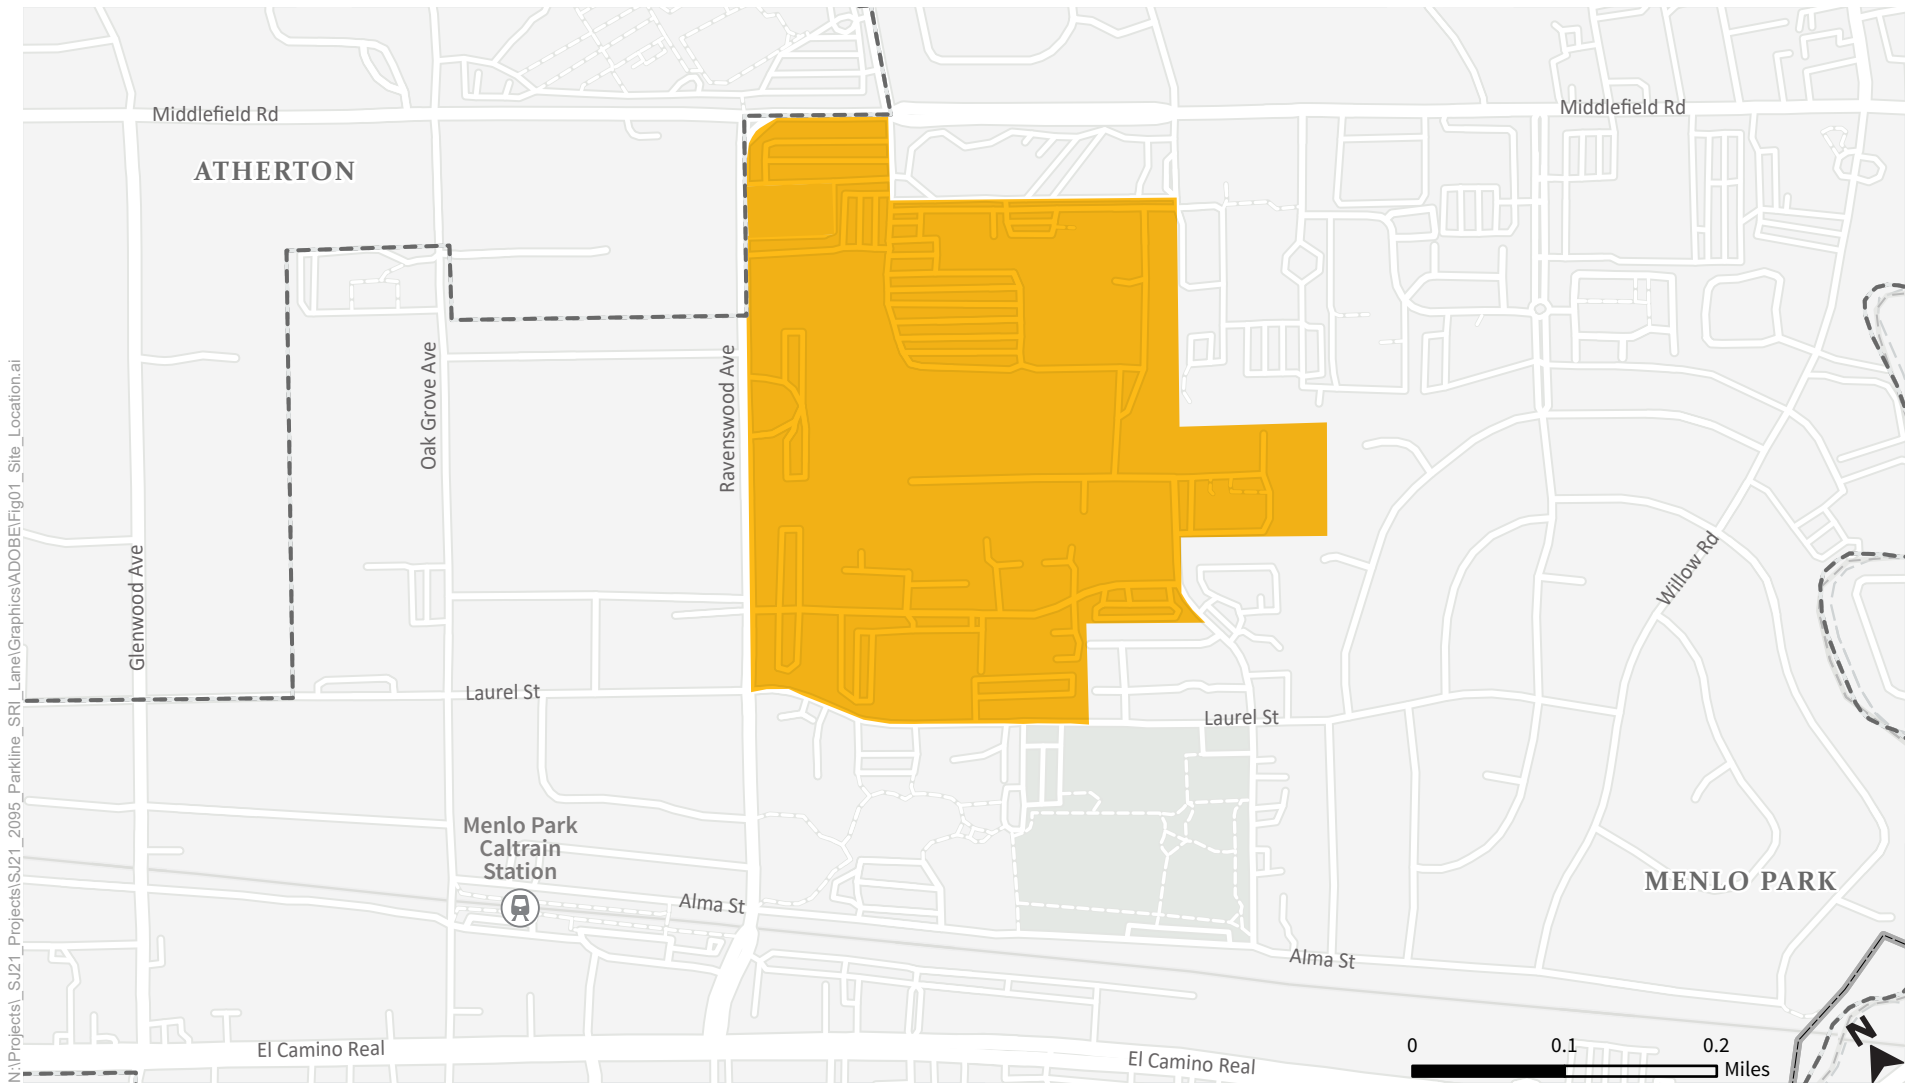 Middlefield Rd
Middlefield Rd
ATHERTON
Oak Grove Ave
Ravenswood Ave
Glenwood Ave
Willow Rd
Laurel St
Laurel St
Menlo Park
Caltrain
Station
MENLO PARK
Alma St
Alma St
El Camino Real
El Camino Real
0 0.1 0.2
Miles
N
N:\Projects\_SJ21_Projects\SJ21_2095_Parkline_SRI_Lane\Graphics\ADOBE\Fig01_Site_Location.ai